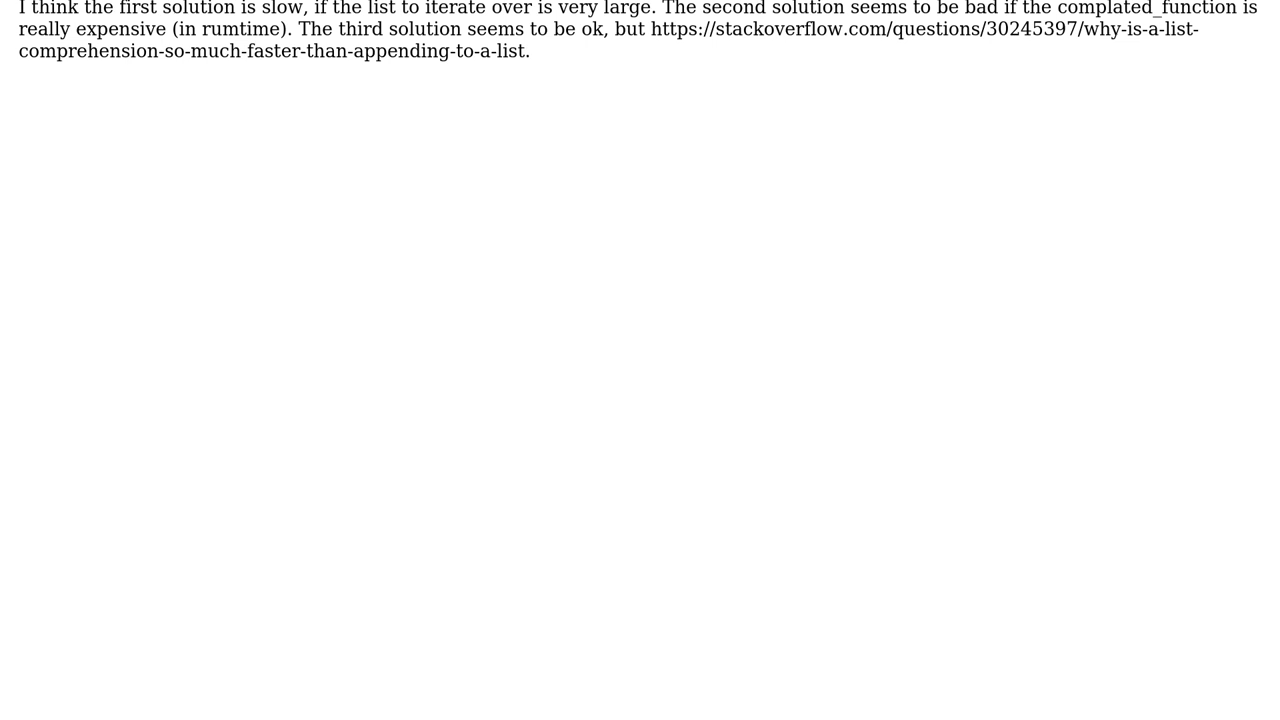 I think the first solution is slow, if the list to iterate over is very large. The second solution seems to be bad if the complated_function is
really expensive (in rumtime). The third solution seems to be ok, but https://stackoverflow.com/questions/30245397/why-is-a-list-
comprehension-so-much-faster-than-appending-to-a-list.